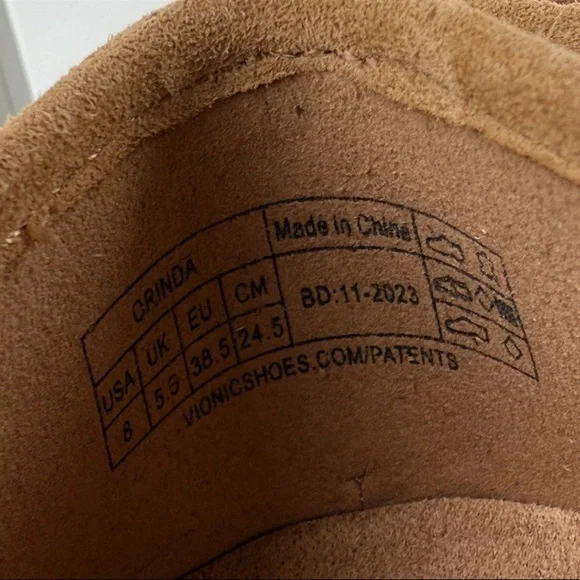 GRINDA
Made in China
USA UK EU CM
8 5.5 38.5 24.5
BD:11-2023
VIONICSHOES.COM/PATENTS